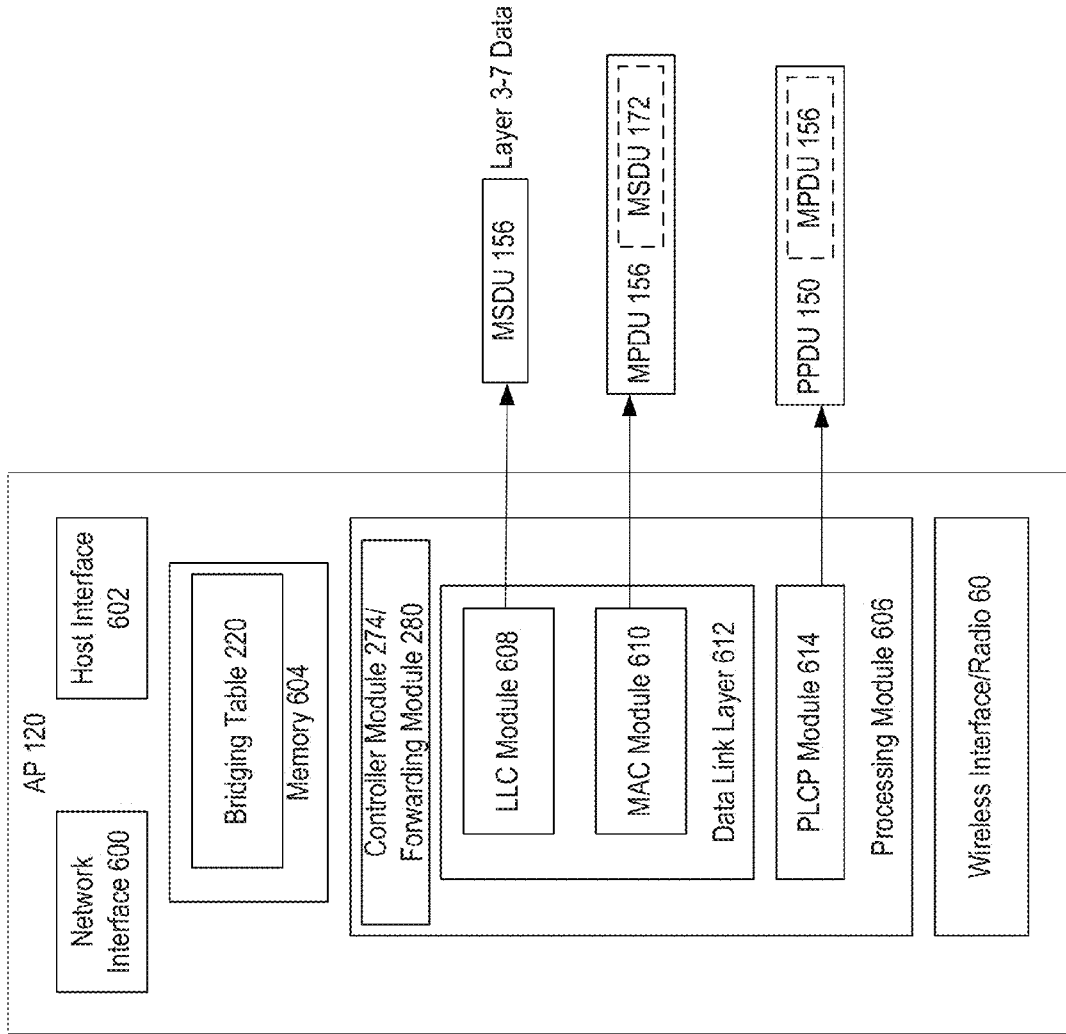 AP 120
Network
Interface 600
Host Interface
602
Bridging Table 220
Memory 604
Controller Module 274/
Forwarding Module 280
LLC Module 608
MAC Module 610
Data Link Layer 612
PLCP Module 614
Processing Module 606
Wireless Interface/Radio 60
MSDU 156
Layer 3-7 Data
MPDU 156
MSDU 172
PPDU 150
MPDU 156